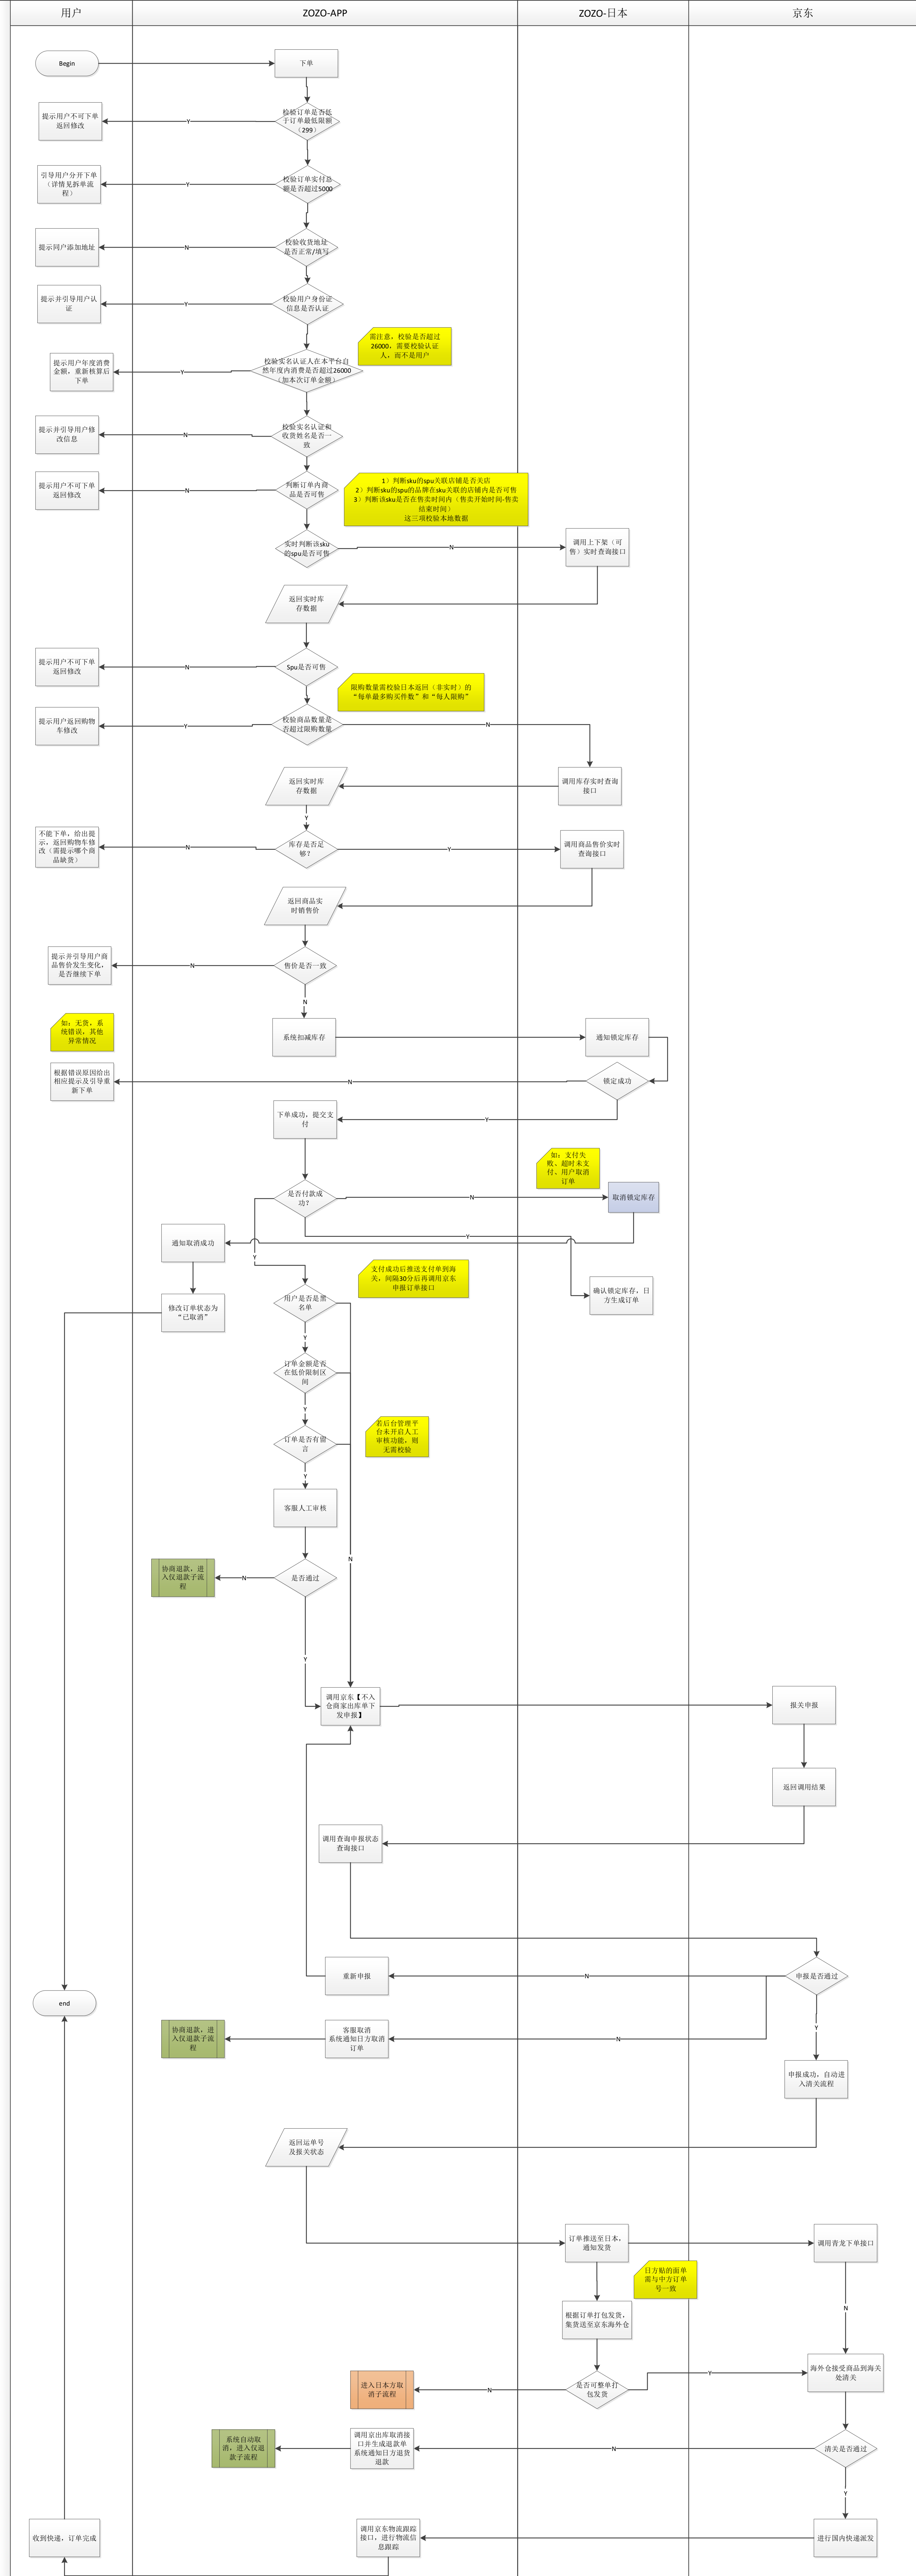 用户
ZOZO-APP
ZOZO-日本
京东
Begin
下单
提示用户不可下单
返回修改
Y
校验订单是否低
于订单最低限额
（299）
引导用户分开下单
（详情见拆单流
程）
Y
校验订单实付总
额是否超过5000
提示同户添加地址
N
校验收货地址
是否正常/填写
提示并引导用户认
证
Y
校验用户身份证
信息是否认证
需注意，校验是否超过
26000，需要校验认证
人，而不是用户
提示用户年度消费
金额，重新核算后
下单
Y
校验实名认证人在本平台自
然年度内消费是否超过26000
（加本次订单金额）
提示并引导用户修
改信息
N
校验实名认证和
收货姓名是否一
致
提示用户不可下单
返回修改
N
判断订单内商
品是否可售
1）判断sku的spu关联店铺是否关店
2）判断sku的spu的品牌在sku关联的店铺内是否可售
3）判断该sku是否在售卖时间内（售卖开始时间-售卖
结束时间）
这三项校验本地数据
实时判断该sku
的spu是否可售
N
调用上下架（可
售）实时查询接口
返回实时库
存数据
提示用户不可下单
返回修改
N
Spu是否可售
限购数量需校验日本返回（非实时）的
“每单最多购买件数”和“每人限购”
提示用户返回购物
车修改
Y
校验商品数量是
否超过限购数量
N
返回实时库
存数据
调用库存实时查询
接口
Y
不能下单，给出提
示，返回购物车修
改（需提示哪个商
品缺货）
N
库存是否足
够？
Y
调用商品售价实时
查询接口
返回商品实
时销售价
提示并引导用户商
品售价发生变化，
是否继续下单
N
售价是否一致
N
如：无货，系
统错误，其他
异常情况
系统扣减库存
通知锁定库存
根据错误原因给出
相应提示及引导重
新下单
N
锁定成功
下单成功，提交支
付
Y
如：支付失
败、超时未支
付、用户取消
订单
是否付款成
功？
N
取消锁定库存
通知取消成功
Y
Y
支付成功后推送支付单到海
关，间隔30分后再调用京东
申报订单接口
修改订单状态为
“已取消”
用户是否是黑
名单
确认锁定库存，日
方生成订单
Y
订单金额是否
在低价限制区
间
Y
订单是否有留
言
若后台管理平
台未开启人工
审核功能，则
无需校验
Y
客服人工审核
N
协商退款，进
入仅退款子流
程
N
是否通过
Y
调用京东【不入
仓商家出库单下
发申报】
报关申报
返回调用结果
调用查询申报状态
查询接口
重新申报
N
申报是否通过
end
Y
协商退款，进
入仅退款子流
程
客服取消
系统通知日方取消
订单
N
申报成功，自动进
入清关流程
返回运单号
及报关状态
订单推送至日本，
通知发货
调用青龙下单接口
日方贴的面单
需与中方订单
号一致
N
根据订单打包发货，
集货送至京东海外仓
进入日本方取
消子流程
N
是否可整单打
包发货
Y
海外仓接受商品到海关
处清关
系统自动取
消，进入仅退
款子流程
调用京出库取消接
口并生成退款单
系统通知日方退货
退款
N
清关是否通过
Y
收到快递，订单完成
调用京东物流跟踪
接口，进行物流信
息跟踪
进行国内快递派发